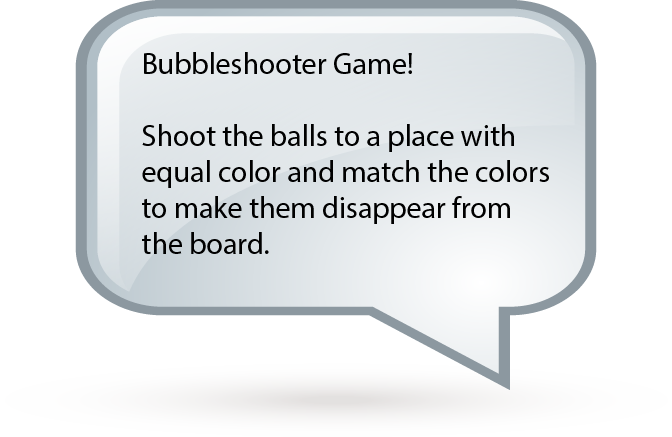 Bubbleshooter Game!
Shoot the balls to a place with
equal color and match the colors
to make them disappear from
the board.